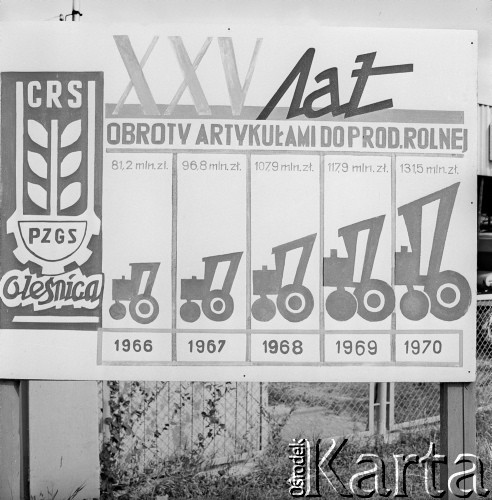 CRS
PZGS
Oleśnica
XXV lat
OBROTY ARTYKUŁAMI DO PROD. ROLNEJ
81,2 mln.zł. 96,8 mln.zł. 107,9 mln.zł. 117,9 mln.zł. 131,5 mln.zł.
1966 1967 1968 1969 1970
ośrodek
Karta